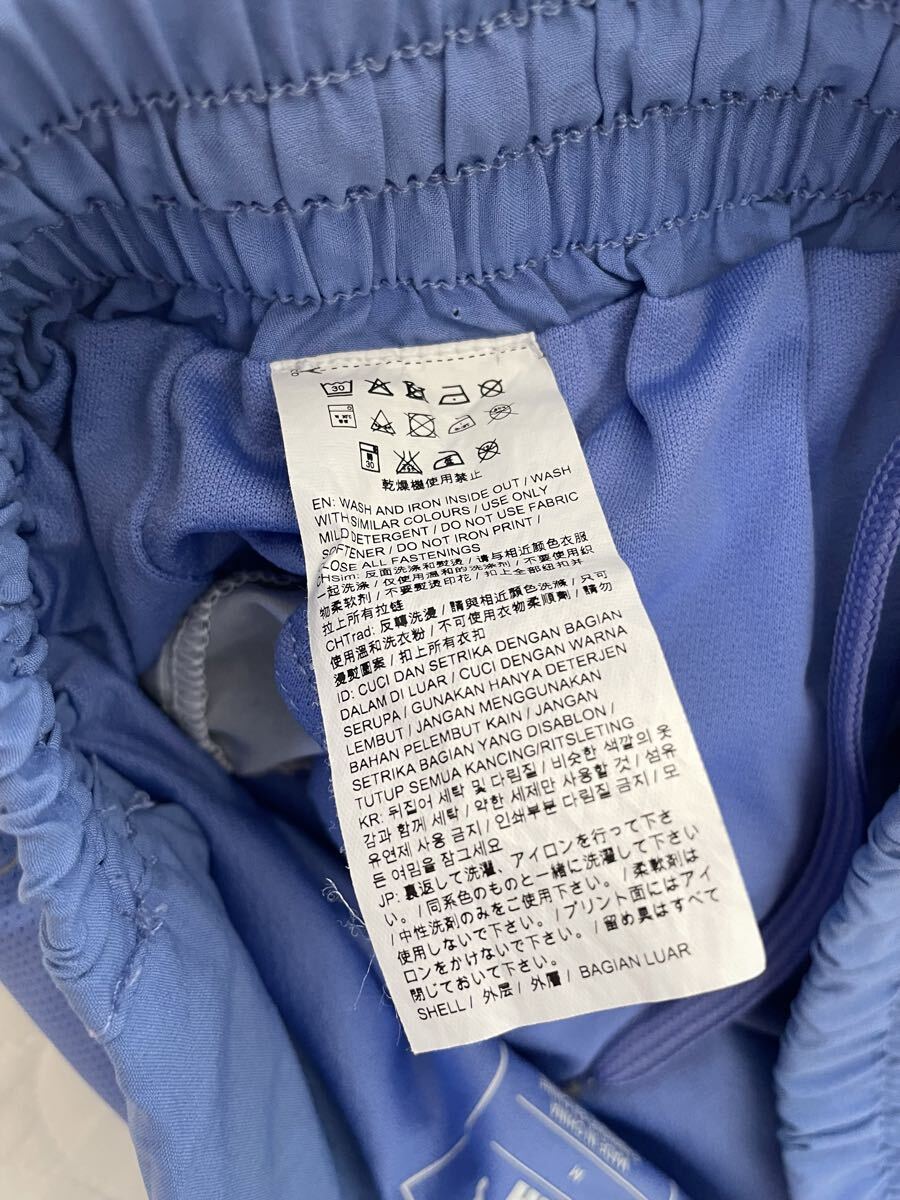 30
30
30
乾燥機使用禁止
EN: WASH AND IRON INSIDE OUT / WASH
WITH SIMILAR COLOURS / USE ONLY
MILD DETERGENT / DO NOT USE FABRIC
SOFTENER / DO NOT IRON PRINT /
CLOSE ALL FASTENINGS
CHSim: 反面洗涤和熨烫 / 请与相近颜色衣服
一起洗涤 / 仅使用温和的洗涤剂 / 不要使用织
物柔软剂 / 不要熨烫印花 / 扣上全部纽扣并
拉上所有拉链
CHTrad: 反轉洗燙 / 請與相近顏色洗滌 / 只可
使用溫和洗衣粉 / 不可使用衣物柔順劑 / 請勿
熨熨圖案 / 扣上所有衣扣
ID: CUCI DAN SETRIKA DENGAN BAGIAN
DALAM DI LUAR / CUCI DENGAN WARNA
SERUPA / GUNAKAN HANYA DETERJEN
LEMBUT / JANGAN MENGGUNAKAN
BAHAN PELEMBUT KAIN / JANGAN
SETRIKA BAGIAN YANG DISABLON /
TUTUP SEMUA KANCING/RITSLETING
KR: 뒤집어 세탁 및 다림질 / 비슷한 색깔의 옷
감과 함께 세탁 / 약한 세제만 사용할 것 / 섬유
유연제 사용 금지 / 인쇄부분 다림질 금지 / 모
든 여밈을 잠그세요
JP: 裏返して洗濯、アイロンを行って下さ
い。/ 同系色のものと一緒に洗濯して下さい
/ 中性洗剤のみをご使用下さい。/ 柔軟剤は
使用しないで下さい。/ プリント面にはアイ
ロンをかけないで下さい。/ 留め具はすべて
閉じておいて下さい。
SHELL / 外层 / 外層 / BAGIAN LUAR
M